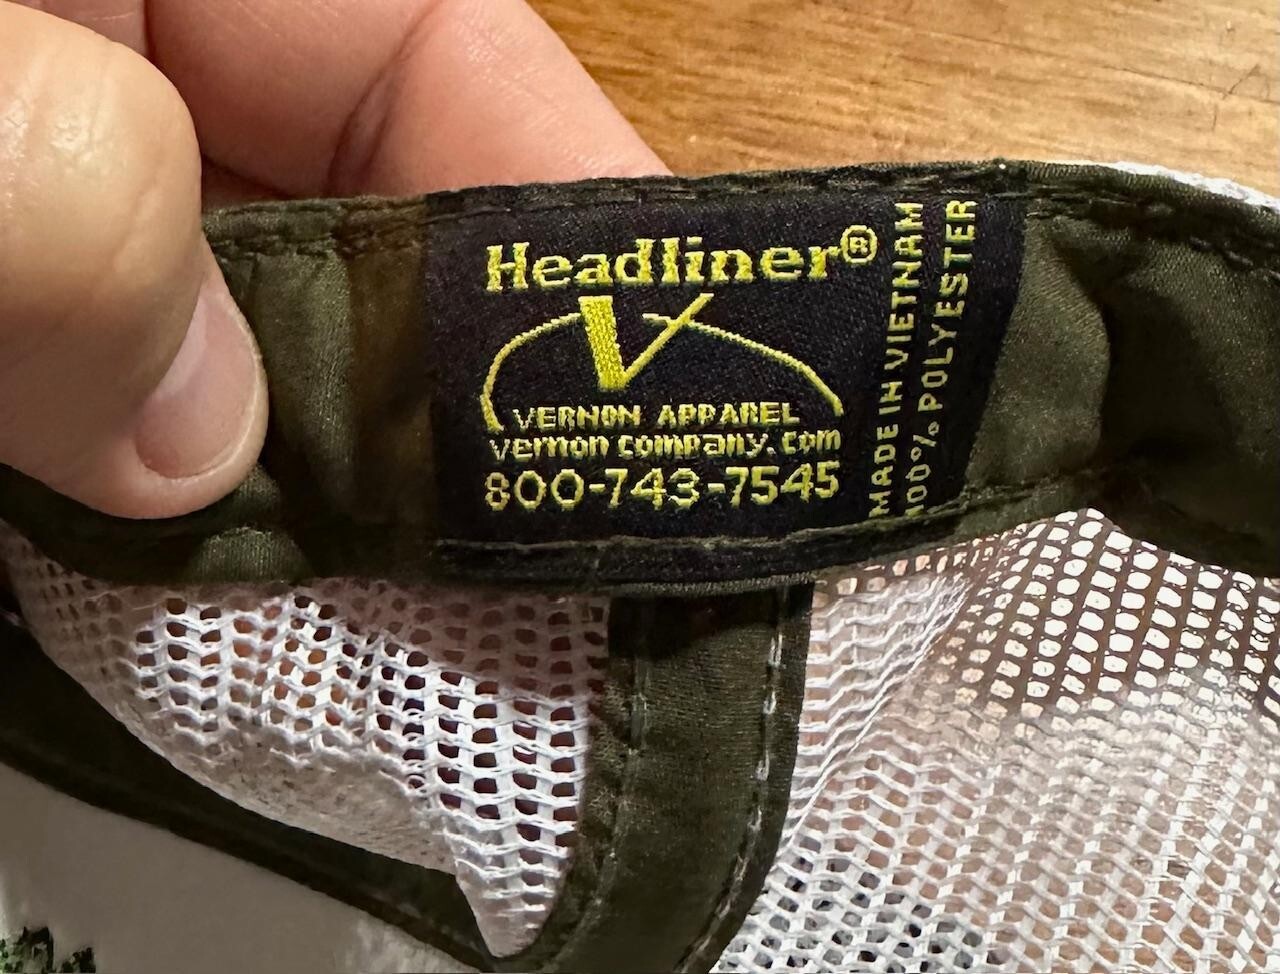 Headliner®
V
VERNON APPAREL
vernon company.com
800-743-7545
MADE IN VIETNAM
100% POLYESTER